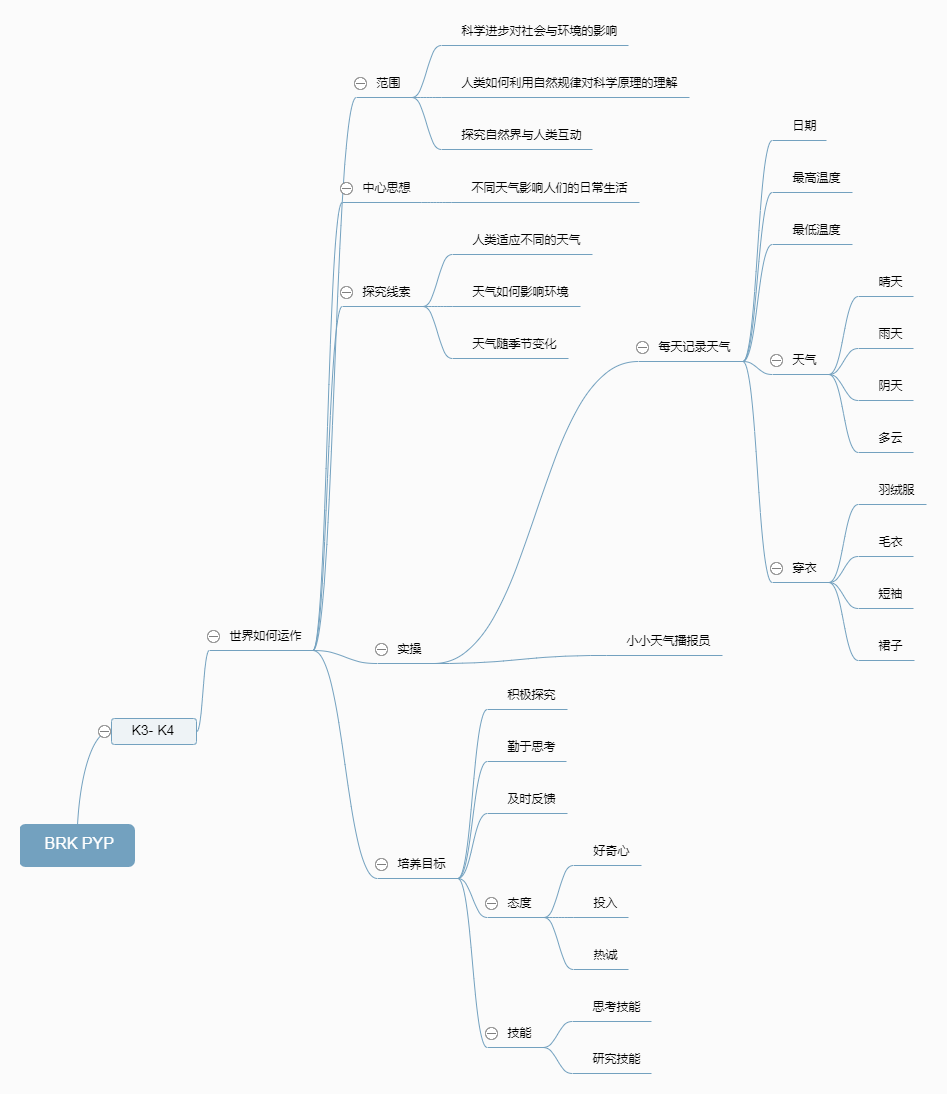 BRK PYP
K3- K4
世界如何运作
范围
科学进步对社会与环境的影响
人类如何利用自然规律对科学原理的理解
探究自然界与人类互动
中心思想
不同天气影响人们的日常生活
探究线索
人类适应不同的天气
天气如何影响环境
天气随季节变化
实操
每天记录天气
日期
最高温度
最低温度
天气
晴天
雨天
阴天
多云
穿衣
羽绒服
毛衣
短袖
裙子
小小天气播报员
培养目标
积极探究
勤于思考
及时反馈
态度
好奇心
投入
热诚
技能
思考技能
研究技能